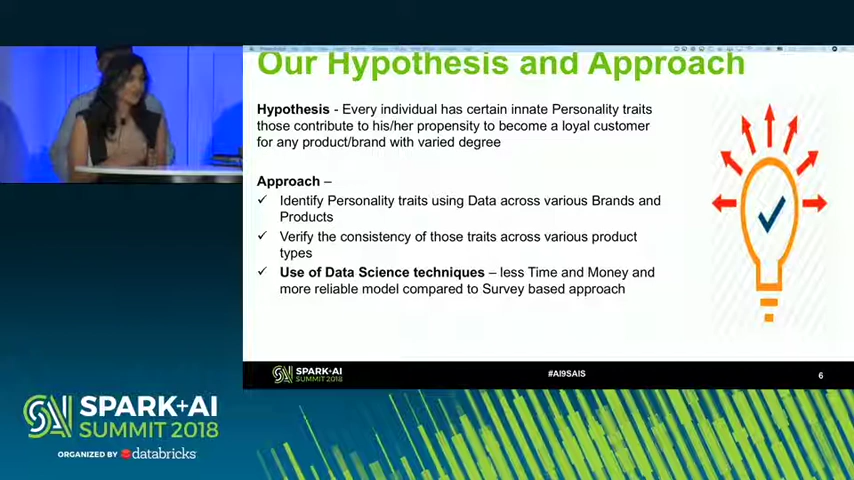 Our Hypothesis and Approach
Hypothesis - Every individual has certain innate Personality traits
those contribute to his/her propensity to become a loyal customer
for any product/brand with varied degree
Approach –
✓ Identify Personality traits using Data across various Brands and
Products
✓ Verify the consistency of those traits across various product
types
✓ Use of Data Science techniques – less Time and Money and
more reliable model compared to Survey based approach
SPARK+AI
SUMMIT 2018
#AI9SAIS
6
SPARK+AI
SUMMIT 2018
ORGANIZED BY databricks